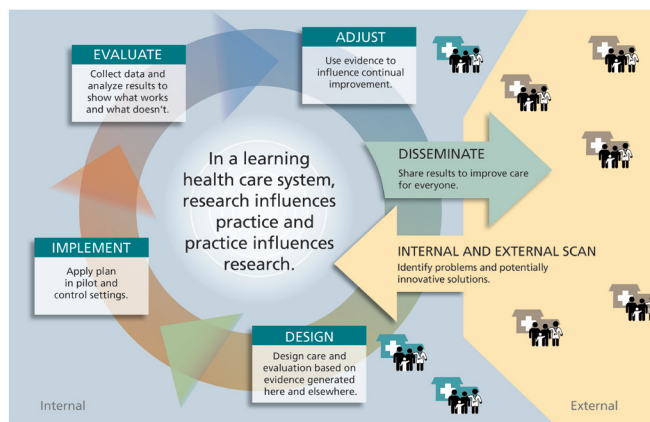 EVALUATE
Collect data and
analyze results to
show what works
and what doesn't.
ADJUST
Use evidence to
influence continual
improvement.
In a learning
health care system,
research influences
practice and
practice influences
research.
DISSEMINATE
Share results to improve care
for everyone.
INTERNAL AND EXTERNAL SCAN
Identify problems and potentially
innovative solutions.
IMPLEMENT
Apply plan
in pilot and
control settings.
DESIGN
Design care and
evaluation based on
evidence generated
here and elsewhere.
Internal
External